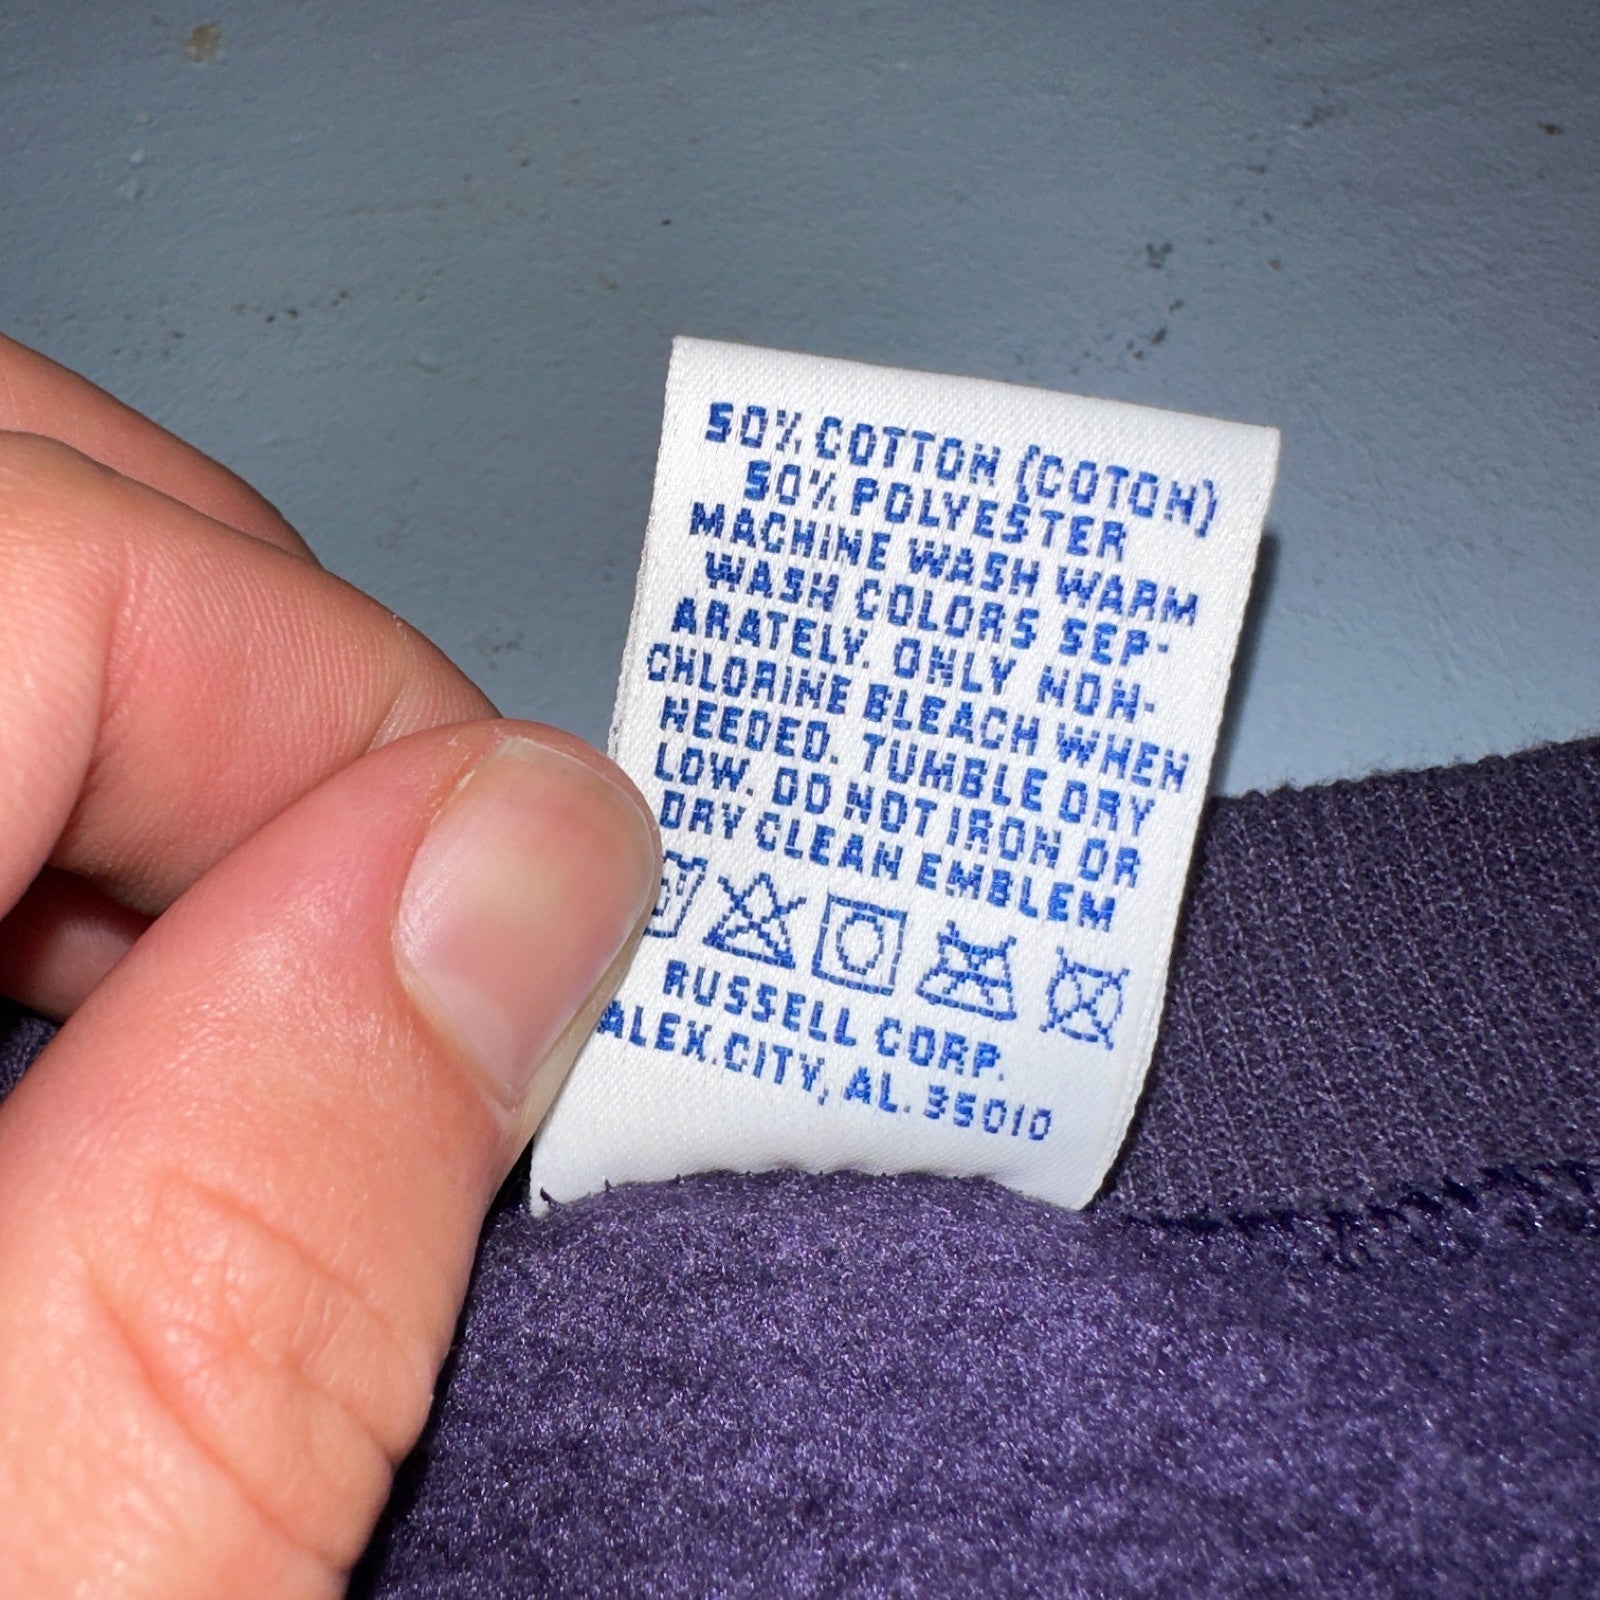 50% COTTON (COTON)
50% POLYESTER
MACHINE WASH WARM
WASH COLORS SEP-
ARATELY. ONLY NON-
CHLORINE BLEACH WHEN
NEEDED. TUMBLE DRY
LOW. DO NOT IRON OR
DRY CLEAN EMBLEM
RUSSELL CORP.
ALEX.CITY, AL. 35010